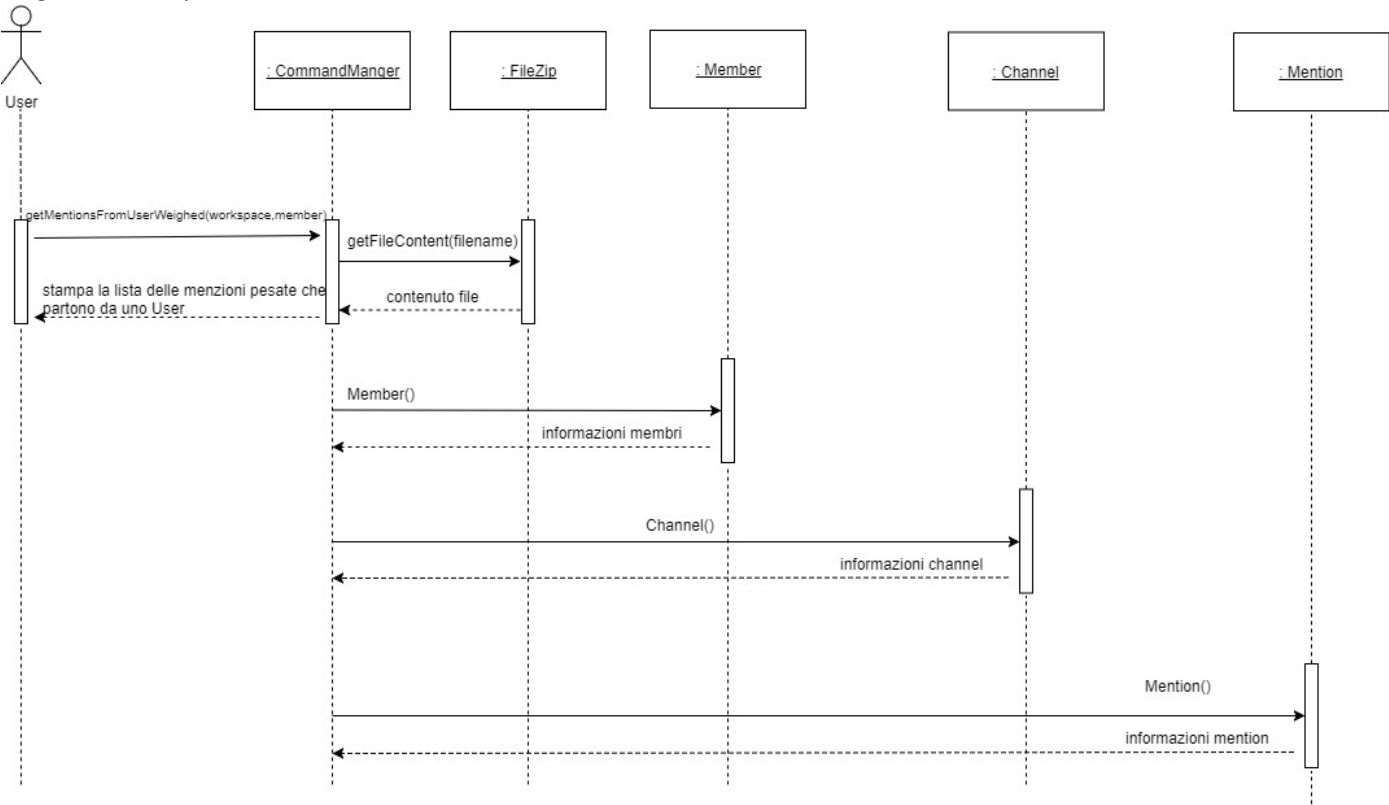 User
: CommandManger
: FileZip
: Member
: Channel
: Mention
getMentionsFromUserWeighed(workspace,member)
getFileContent(filename)
stampa la lista delle menzioni pesate che
partono da uno User
contenuto file
Member()
informazioni membri
Channel()
informazioni channel
Mention()
informazioni mention